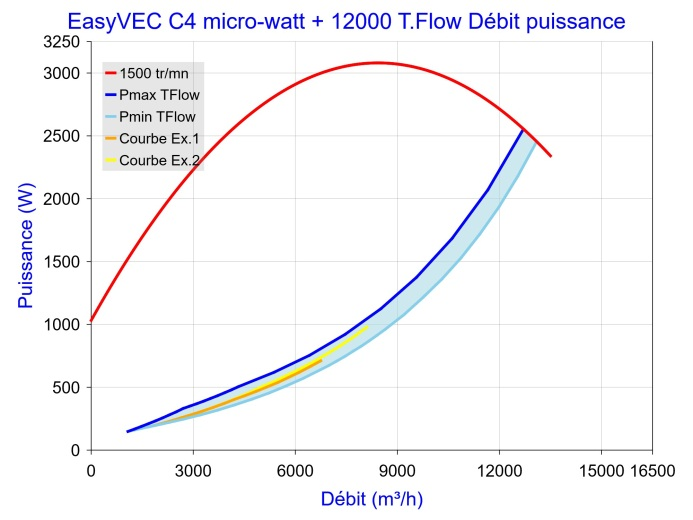 EasyVEC C4 micro-watt + 12000 T.Flow Débit puissance
3250
3000
2500
2000
1500
1000
500
0
Puissance (W)
1500 tr/mn
Pmax TFlow
Pmin TFlow
Courbe Ex.1
Courbe Ex.2
0 3000 6000 9000 12000 15000 16500
Débit (m³/h)